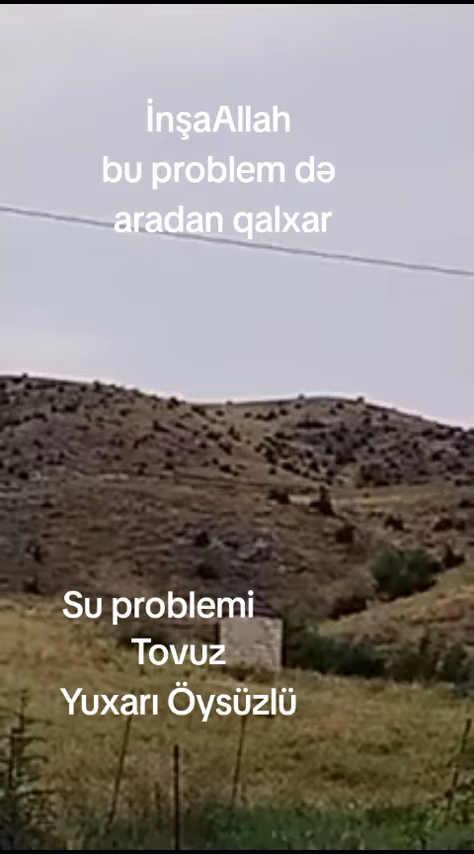 İnşaAllah
bu problem də
aradan qalxar
Su problemi
Tovuz
Yuxarı Öysüzlü